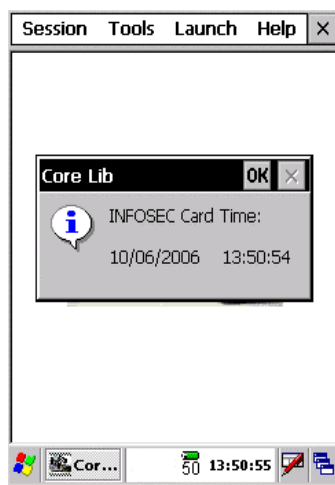 Session Tools Launch Help ×
Core Lib OK ×
INFOSEC Card Time:
10/06/2006 13:50:54
Cor... 50 13:50:55